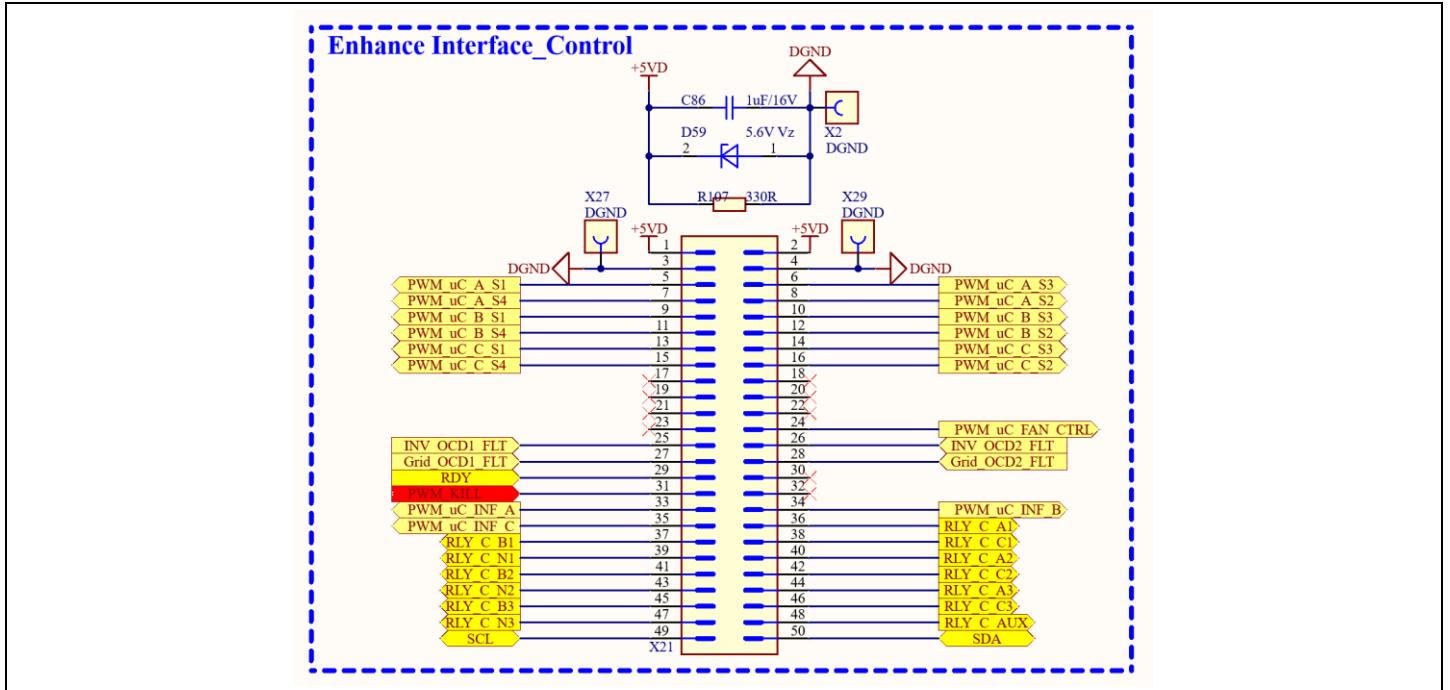 Enhance Interface_Control
+5VD
DGND
C86
1uF/16V
X2
DGND
D59
5.6V Vz
2
1
R107
330R
X27
DGND
X29
DGND
+5VD
+5VD
1
2
DGND
3
4
DGND
PWM_uC_A_S1
5
6
PWM_uC_A_S3
PWM_uC_A_S4
7
8
PWM_uC_A_S2
PWM_uC_B_S1
9
10
PWM_uC_B_S3
PWM_uC_B_S4
11
12
PWM_uC_B_S2
PWM_uC_C_S1
13
14
PWM_uC_C_S3
PWM_uC_C_S4
15
16
PWM_uC_C_S2
17
18
19
20
21
22
23
24
PWM_uC_FAN_CTRL
INV_OCD1_FLT
25
26
INV_OCD2_FLT
Grid_OCD1_FLT
27
28
Grid_OCD2_FLT
RDY
29
30
PWM_KILL
31
32
PWM_uC_INF_A
33
34
PWM_uC_INF_B
PWM_uC_INF_C
35
36
RLY_C_A1
RLY_C_B1
37
38
RLY_C_C1
RLY_C_N1
39
40
RLY_C_A2
RLY_C_B2
41
42
RLY_C_C2
RLY_C_N2
43
44
RLY_C_A3
RLY_C_B3
45
46
RLY_C_C3
RLY_C_N3
47
48
RLY_C_AUX
SCL
49
50
SDA
X21